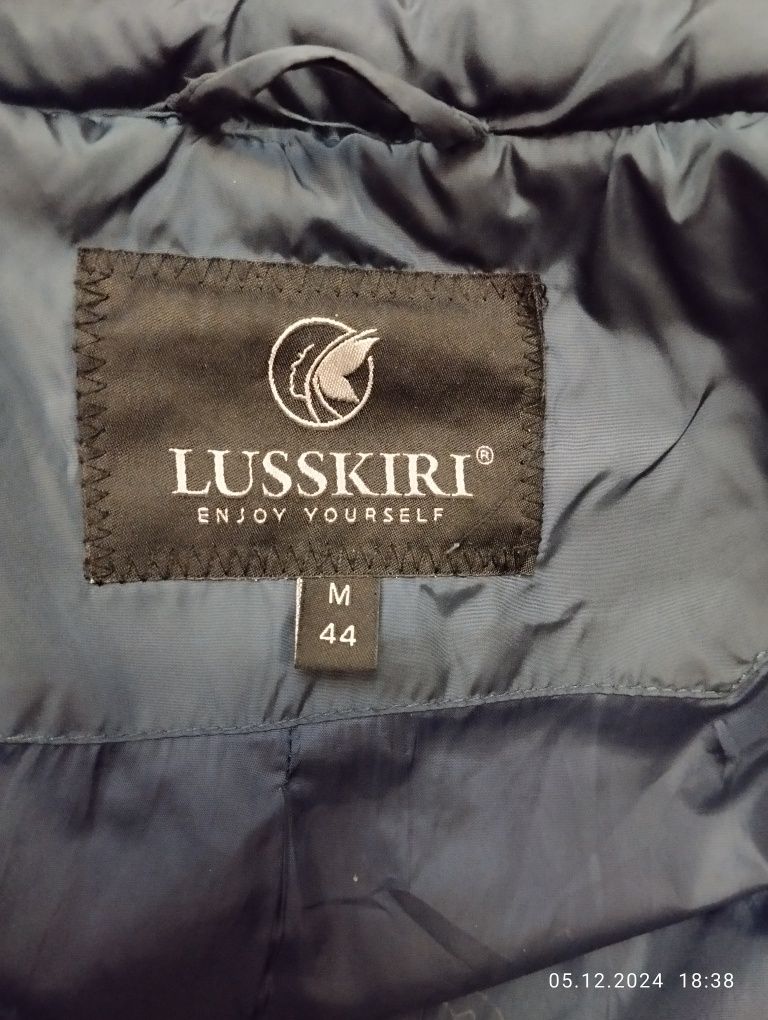 LUSSKIRI®
ENJOY YOURSELF
M
44
05.12.2024 18:38